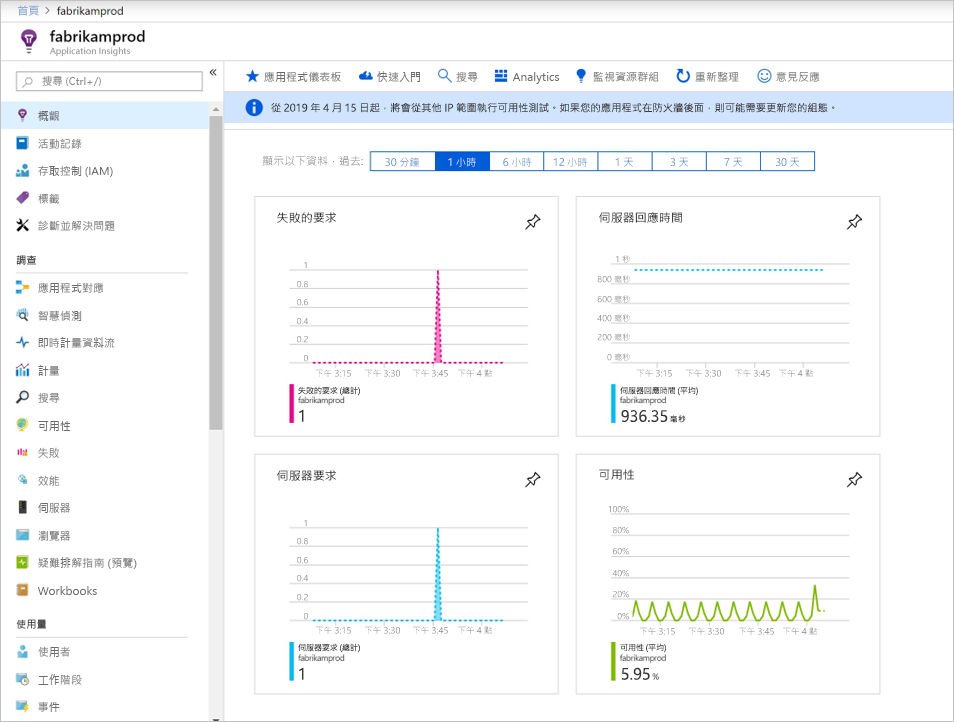 首頁 > fabrikamprod
fabrikamprod
Application Insights
搜尋 (Ctrl+/)
«
概觀
活動記錄
存取控制 (IAM)
標籤
診斷並解決問題
調查
應用程式對應
智慧偵測
即時計量資料流
計量
搜尋
可用性
失敗
效能
伺服器
瀏覽器
疑難排解指南 (預覽)
Workbooks
使用量
使用者
工作階段
事件
應用程式儀表板 快速入門 搜尋 Analytics 監視資源群組 重新整理 意見反應
從 2019 年 4 月 15 日起，將會從其他 IP 範圍執行可用性測試。如果您的應用程式在防火牆後面，則可能需要更新您的組態。
顯示以下資料，過去: 30 分鐘 1 小時 6 小時 12 小時 1 天 3 天 7 天 30 天
失敗的要求
1
0.8
0.6
0.4
0.2
0
下午 3:15 下午 3:30 下午 3:45 下午 4 點
失敗的要求 (總計)
fabrikamprod
1
伺服器回應時間
1 秒
800 毫秒
600 毫秒
400 毫秒
200 毫秒
0 毫秒
下午 3:15 下午 3:30 下午 3:45 下午 4 點
伺服器回應時間 (平均)
fabrikamprod
936.35 毫秒
伺服器要求
1
0.8
0.6
0.4
0.2
0
下午 3:15 下午 3:30 下午 3:45 下午 4 點
伺服器要求 (總計)
fabrikamprod
1
可用性
100%
80%
60%
40%
20%
0%
下午 3:15 下午 3:30 下午 3:45 下午 4 點
可用性 (平均)
fabrikamprod
5.95 %